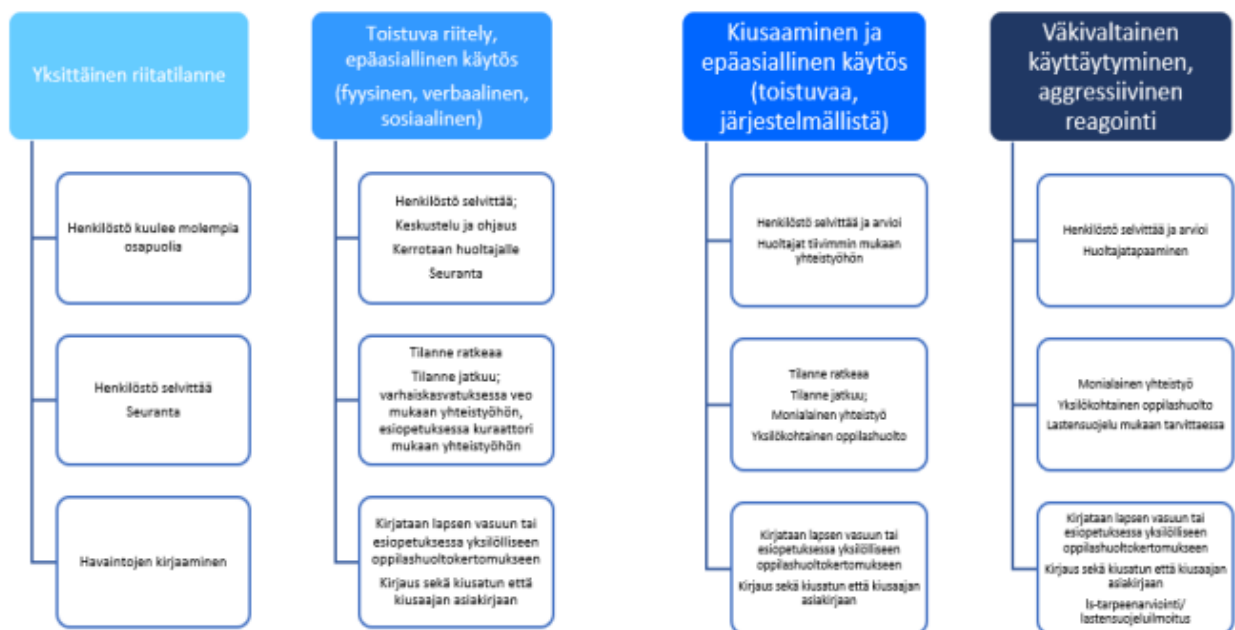 Yksittäinen riitatilanne
Henkilöstö kuulee molempia
osapuolia
Henkilöstö selvittää
Seuranta
Havaintojen kirjaaminen
Toistuva riitely,
epäasiallinen käytös
(fyysinen, verbaalinen,
sosiaalinen)
Henkilöstö selvittää;
Keskustelu ja ohjaus
Kerrotaan huoltajalle
Seuranta
Tilanne ratkeaa
Tilanne jatkuu;
varhaiskasvatuksessa veo
mukaan yhteistyöhön,
esiopetuksessa kuraattori
mukaan yhteistyöhön
Kirjataan lapsen vasuun tai
esiopetuksessa yksilölliseen
oppilashuoltokertomukseen
Kirjaus sekä kiusatun että
kiusaajan asiakirjaan
Kiusaaminen ja
epäasiallinen käytös
(toistuvaa,
järjestelmällistä)
Henkilöstö selvittää ja arvioi
Huoltajat tiivimmin mukaan
yhteistyöhön
Tilanne ratkeaa
Tilanne jatkuu;
Monialainen yhteistyö
Yksilökohtainen oppilashuolto
Kirjataan lapsen vasuun tai
esiopetuksessa yksilölliseen
oppilashuoltokertomukseen
Kirjaus sekä kiusatun että kiusaajan
asiakirjaan
Väkivaltainen
käyttäytyminen,
aggressiivinen
reagointi
Henkilöstö selvittää ja arvioi
Huoltajatapaaminen
Monialainen yhteistyö
Yksilökohtainen oppilashuolto
Lastensuojelu mukaan tarvittaessa
Kirjataan lapsen vasuun tai
esiopetuksessa yksilölliseen
oppilashuoltokertomukseen
Kirjaus sekä kiusatun että kiusaajan
asiakirjaan
ls-tarpeenarviointi/
lastensuojeluilmoitus